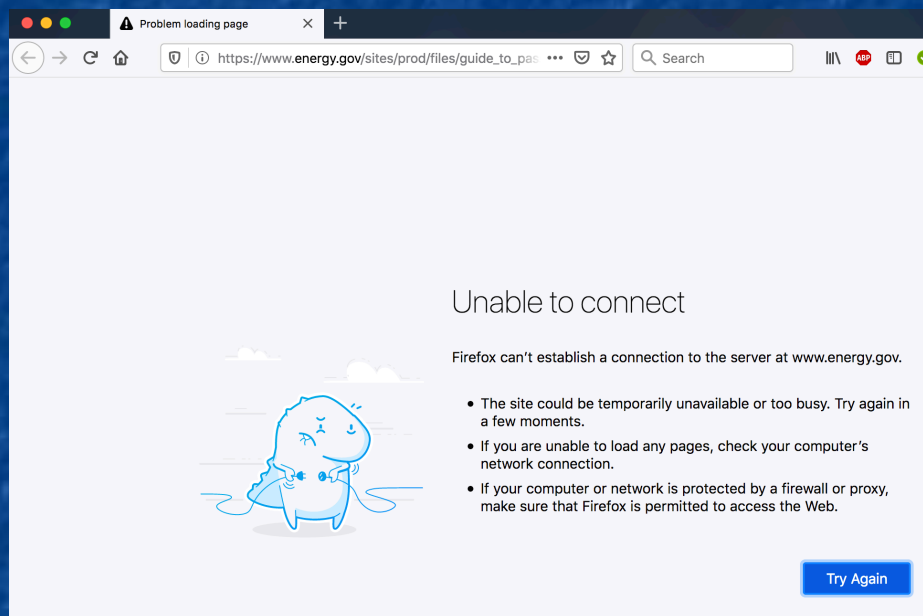 Problem loading page
https://www.energy.gov/sites/prod/files/guide_to_pas
Search
ABP
Unable to connect
Firefox can’t establish a connection to the server at www.energy.gov.
The site could be temporarily unavailable or too busy. Try again in
a few moments.
If you are unable to load any pages, check your computer’s
network connection.
If your computer or network is protected by a firewall or proxy,
make sure that Firefox is permitted to access the Web.
Try Again